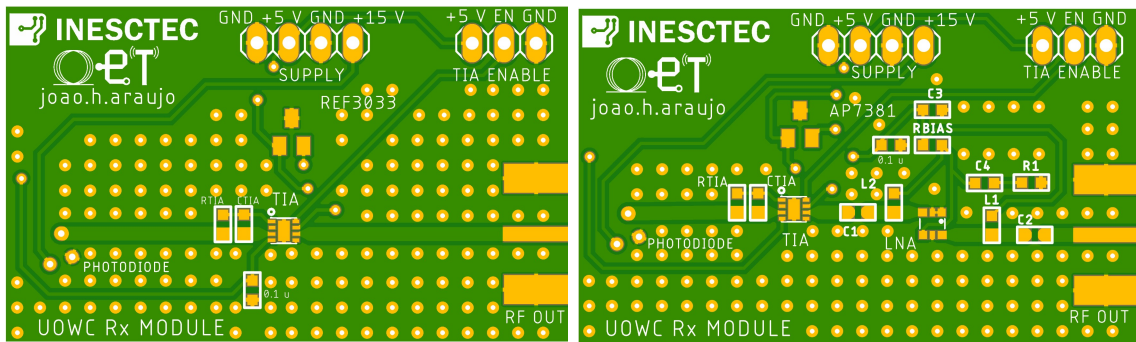 GND +5 V GND +15 V
+5 V EN GND
INESCTEC
eT
joao.h.araujo
SUPPLY
TIA ENABLE
REF3033
RTIA
CTIA
TIA
PHOTODIODE
0.1 u
UOWC Rx MODULE
RF OUT
GND +5 V GND +15 V
+5 V EN GND
INESCTEC
eT
joao.h.araujo
SUPPLY
TIA ENABLE
AP7381
C3
RBIAS
0.1 u
RTIA
CTIA
L2
C4
R1
L1
C1
C2
TIA
LNA
PHOTODIODE
UOWC Rx MODULE
RF OUT